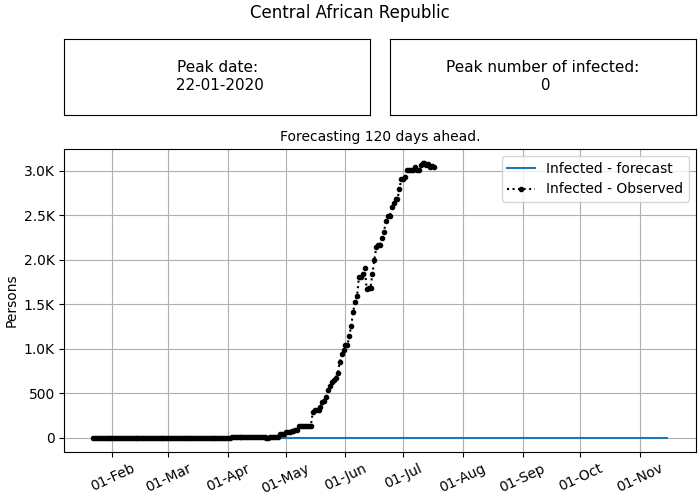 Central African Republic
Peak date:
22-01-2020
Peak number of infected:
0
Forecasting 120 days ahead.
Infected - forecast
Infected - Observed
Persons
3.0K
2.5K
2.0K
1.5K
1.0K
500
0
01-Feb
01-Mar
01-Apr
01-May
01-Jun
01-Jul
01-Aug
01-Sep
01-Oct
01-Nov